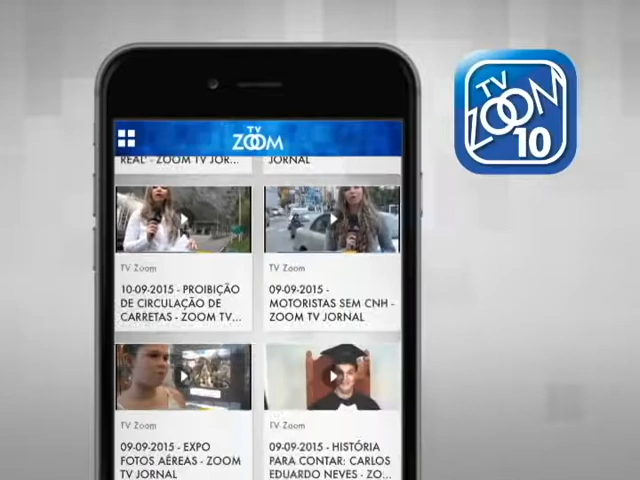 TV
ZOOM
10
TV
ZOOM
REAL' - ZOOM TV JOR...
JORNAL
TV Zoom
10-09-2015 - PROIBIÇÃO
DE CIRCULAÇÃO DE
CARRETAS - ZOOM TV...
TV Zoom
09-09-2015 -
MOTORISTAS SEM CNH -
ZOOM TV JORNAL
TV Zoom
09-09-2015 - EXPO
FOTOS AÉREAS - ZOOM
TV JORNAL
TV Zoom
09-09-2015 - HISTÓRIA
PARA CONTAR: CARLOS
EDUARDO NEVES - ZO...